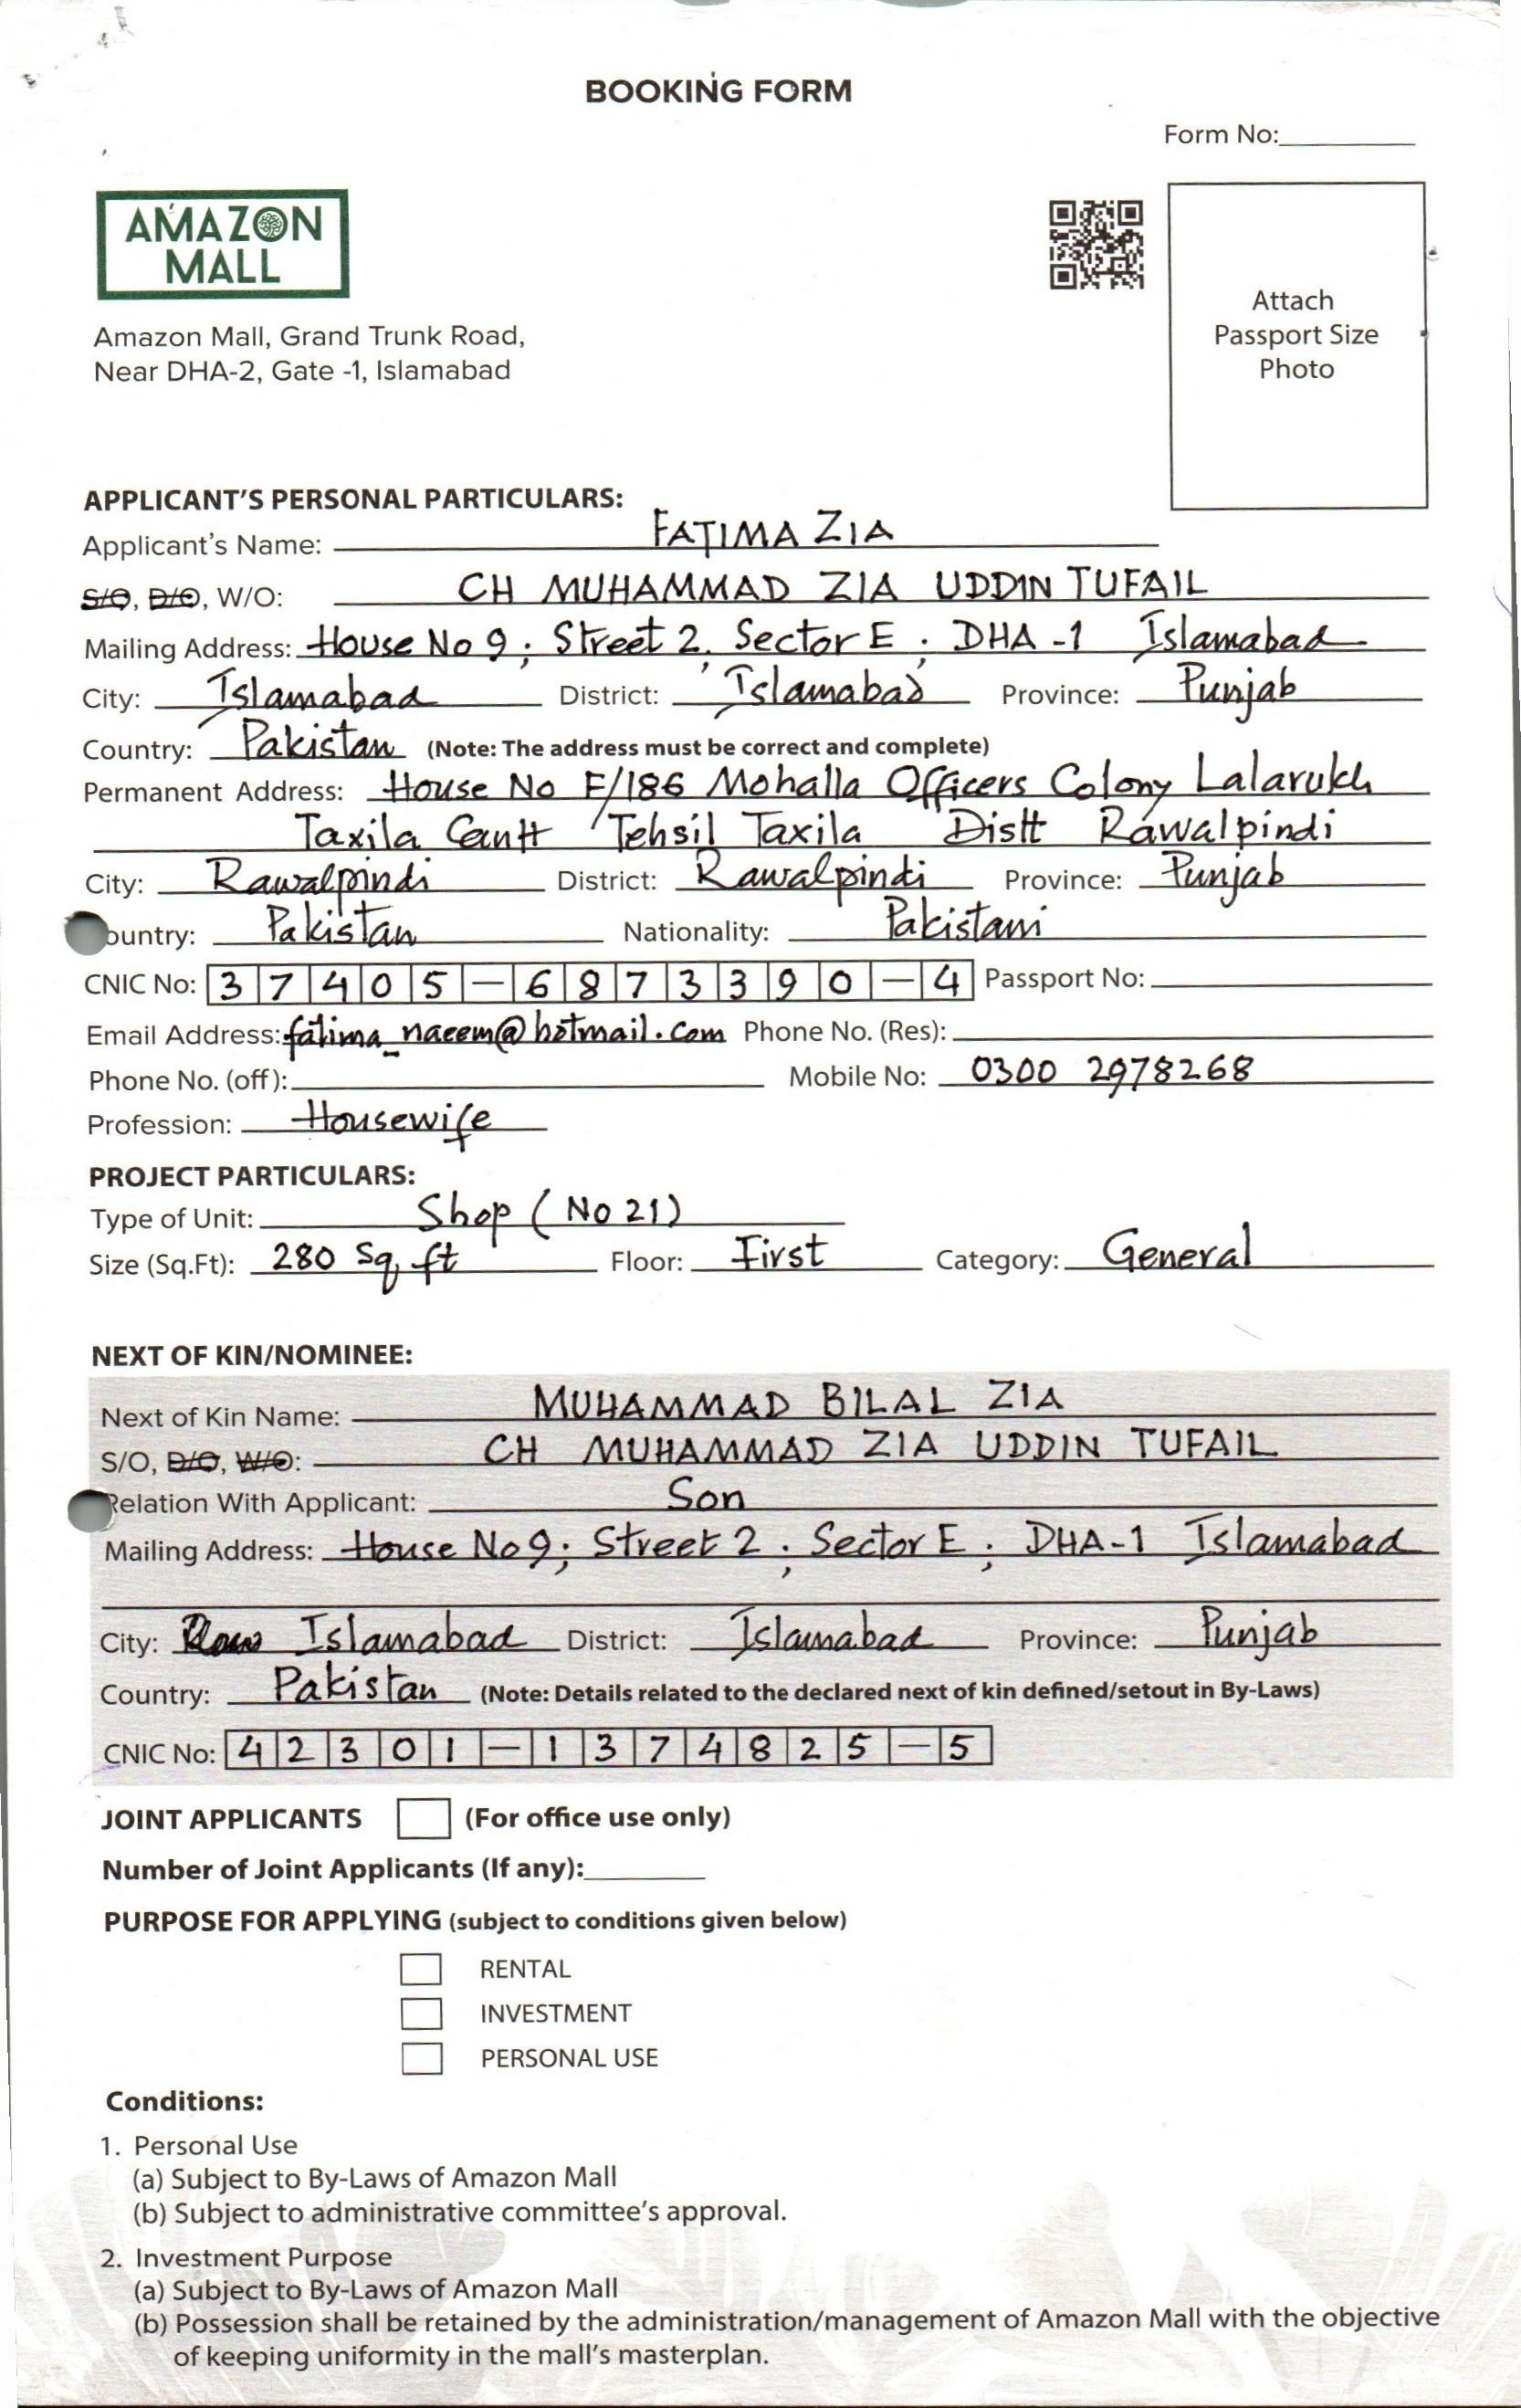 BOOKING FORM
Form No:
AMAZON
MALL
Attach
Passport Size
Photo
Amazon Mall, Grand Trunk Road,
Near DHA-2, Gate -1, Islamabad
APPLICANT'S PERSONAL PARTICULARS:
Applicant's Name: FATIMA ZIA
S/O, D/O, W/O: CH MUHAMMAD ZIA UDDIN TUFAIL
Mailing Address: House No 9; Street 2, Sector E; DHA-1 Islamabad
City: Islamabad District: Islamabad Province: Punjab
Country: Pakistan (Note: The address must be correct and complete)
Permanent Address: House No F/186 Mohalla Officers Colony Lalarukh
Taxila Cantt Tehsil Taxila Distt Rawalpindi
City: Rawalpindi District: Rawalpindi Province: Punjab
ountry: Pakistan Nationality: Pakistani
CNIC No: 37405-6873390-4 Passport No:
Email Address: fatima_naeem@hotmail.com Phone No. (Res):
Phone No. (off): Mobile No: 0300 2978268
Profession: Housewife
PROJECT PARTICULARS:
Type of Unit: Shop (No 21)
Size (Sq.Ft): 280 Sq ft Floor: First Category: General
NEXT OF KIN/NOMINEE:
Next of Kin Name: MUHAMMAD BILAL ZIA
S/O, D/O, W/O: CH MUHAMMAD ZIA UDDIN TUFAIL
Relation With Applicant: Son
Mailing Address: House No 9; Street 2; Sector E; DHA-1 Islamabad
City: Islamabad District: Islamabad Province: Punjab
Country: Pakistan (Note: Details related to the declared next of kin defined/setout in By-Laws)
CNIC No: 42301-1374825-5
JOINT APPLICANTS (For office use only)
Number of Joint Applicants (If any):
PURPOSE FOR APPLYING (subject to conditions given below)
RENTAL
INVESTMENT
PERSONAL USE
Conditions:
1. Personal Use
(a) Subject to By-Laws of Amazon Mall
(b) Subject to administrative committee's approval.
2. Investment Purpose
(a) Subject to By-Laws of Amazon Mall
(b) Possession shall be retained by the administration/management of Amazon Mall with the objective
of keeping uniformity in the mall's masterplan.